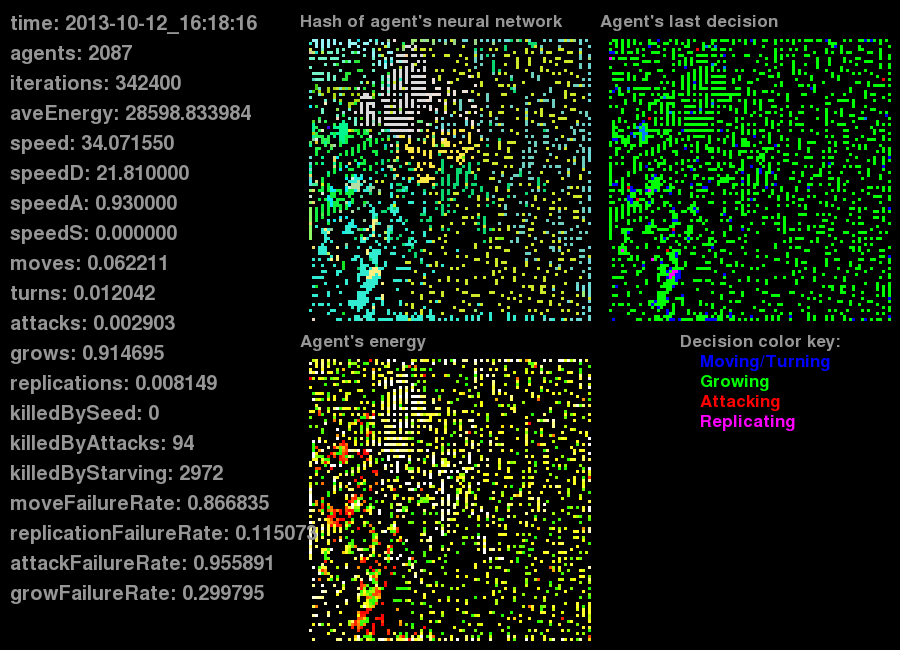 time: 2013-10-12_16:18:16
agents: 2087
iterations: 342400
aveEnergy: 28598.833984
speed: 34.071550
speedD: 21.810000
speedA: 0.930000
speedS: 0.000000
moves: 0.062211
turns: 0.012042
attacks: 0.002903
grows: 0.914695
replications: 0.008149
killedBySeed: 0
killedByAttacks: 94
killedByStarving: 2972
moveFailureRate: 0.866835
replicationFailureRate: 0.115073
attackFailureRate: 0.955891
growFailureRate: 0.299795
Hash of agent's neural network
Agent's last decision
Agent's energy
Decision color key:
Moving/Turning
Growing
Attacking
Replicating